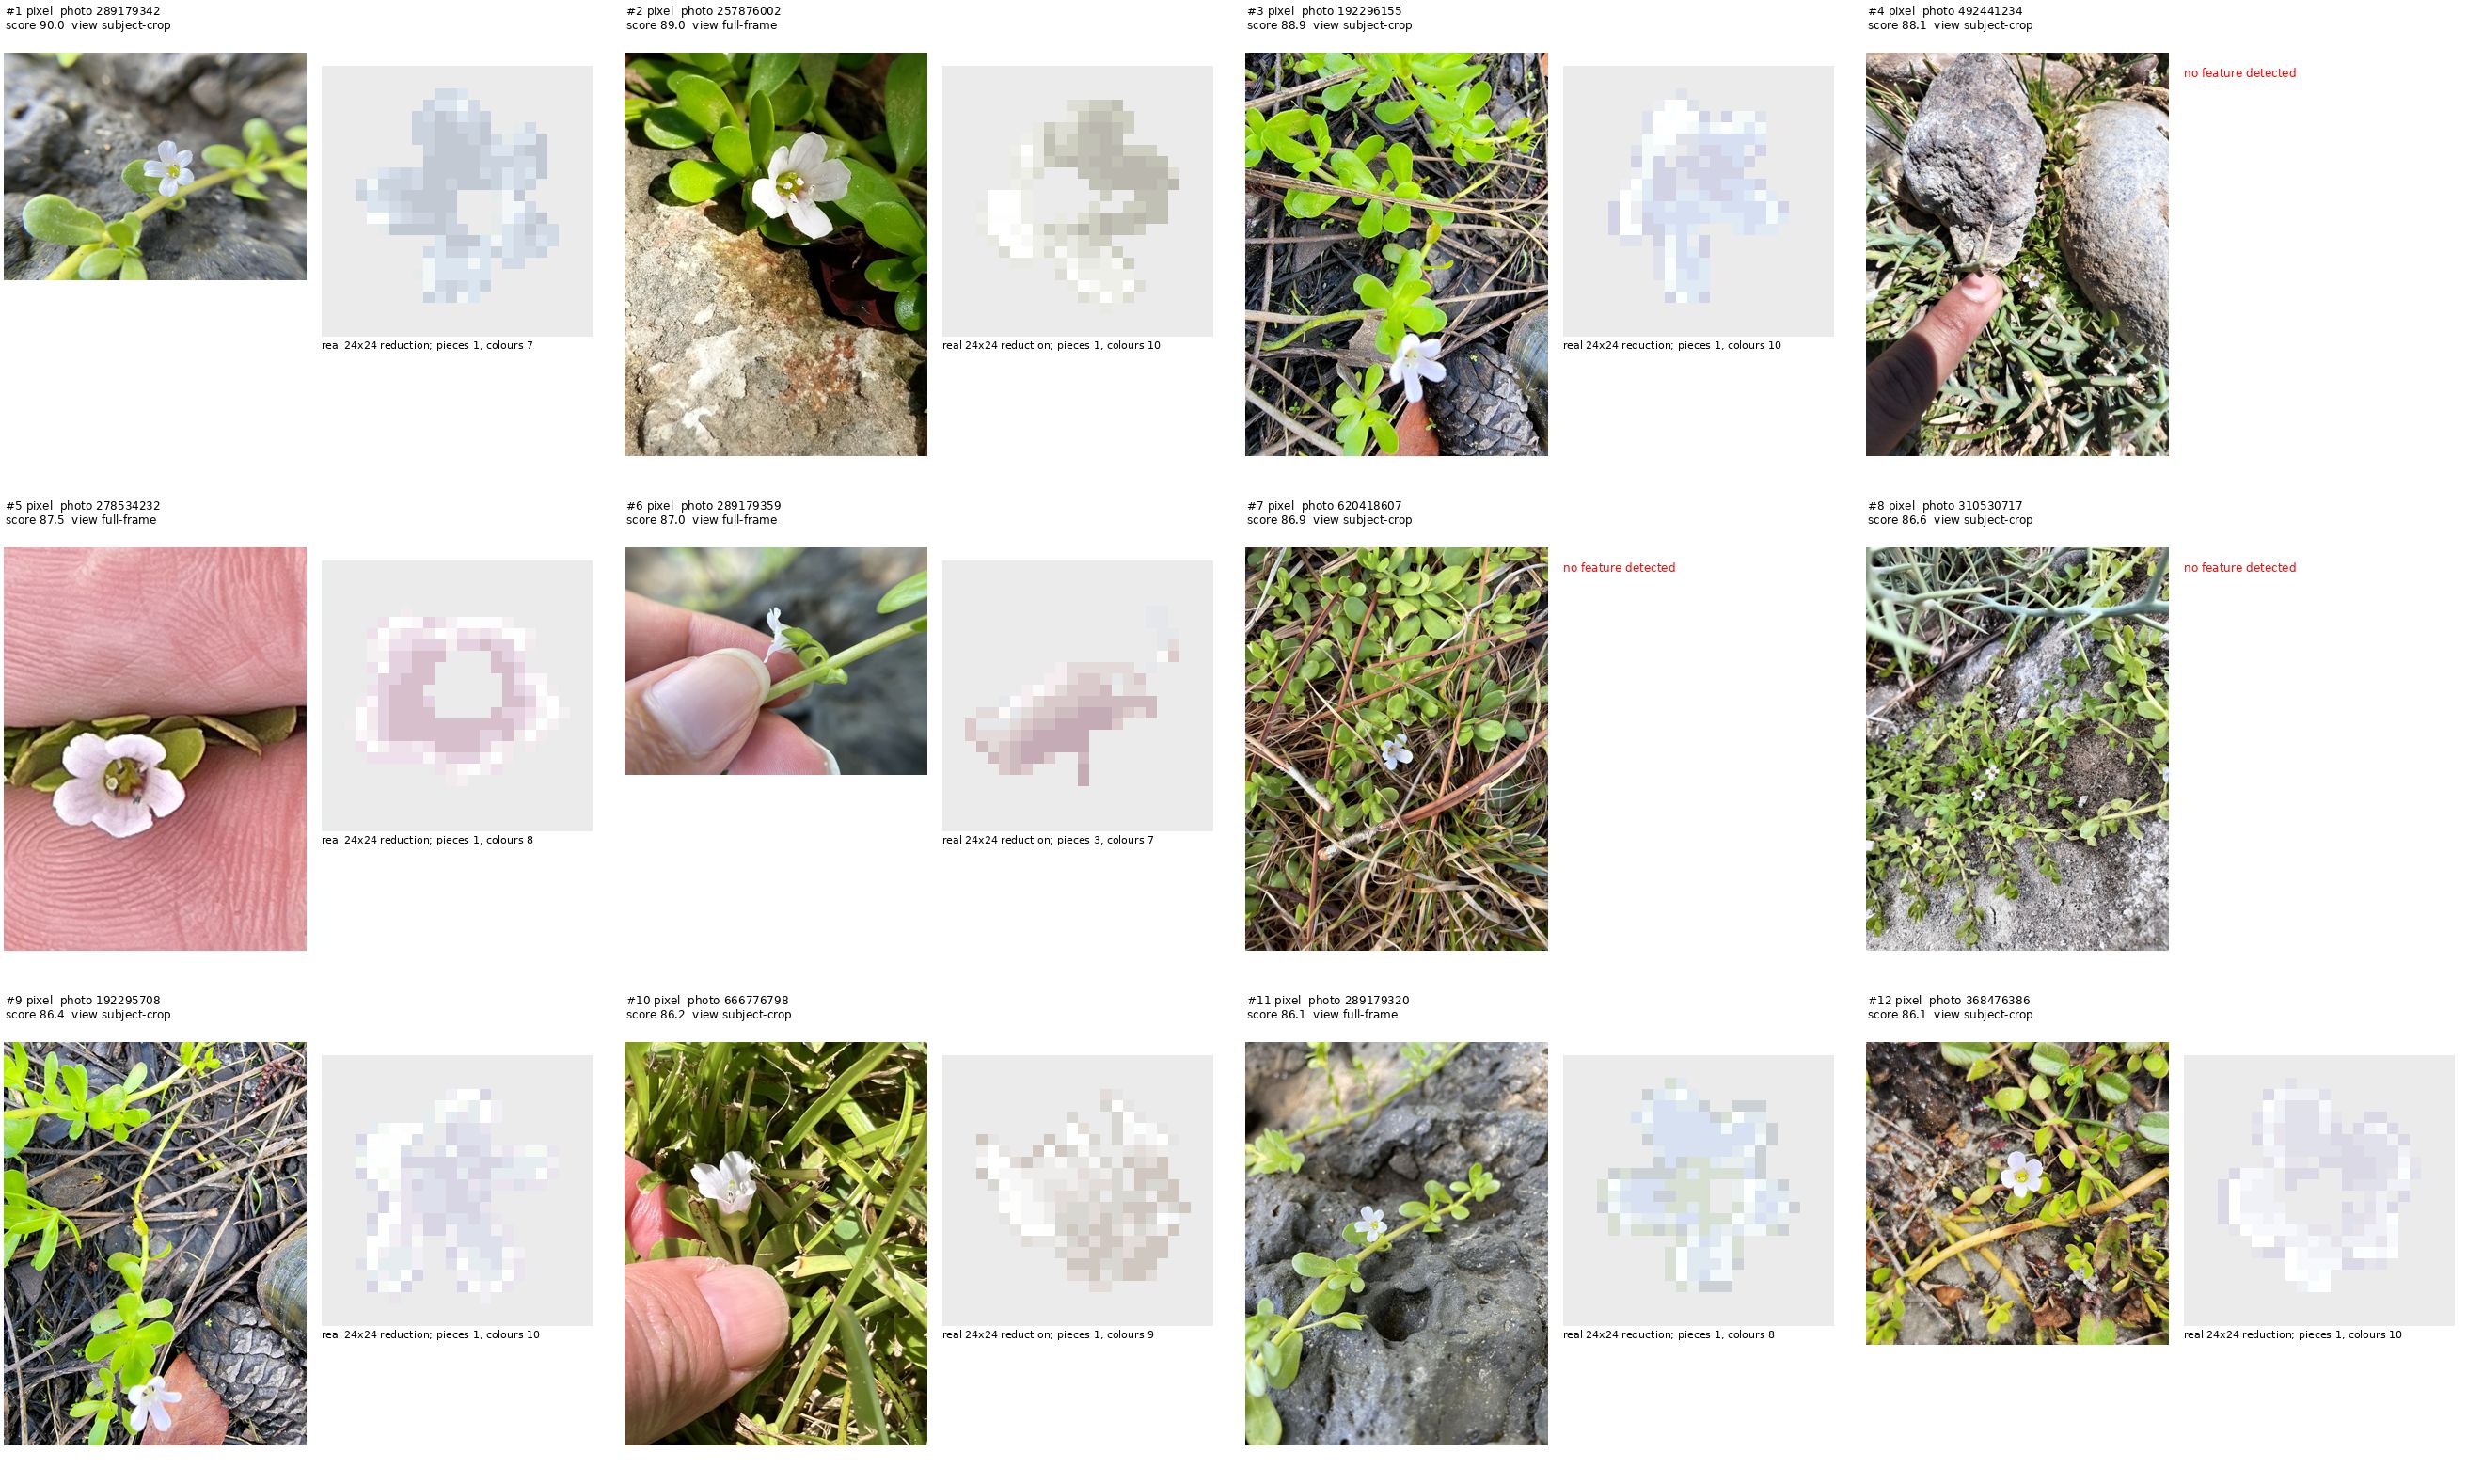 #1 pixel  photo 289179342
score 90.0  view subject-crop
real 24x24 reduction; pieces 1, colours 7
#2 pixel  photo 257876002
score 89.0  view full-frame
real 24x24 reduction; pieces 1, colours 10
#3 pixel  photo 192296155
score 88.9  view subject-crop
real 24x24 reduction; pieces 1, colours 10
#4 pixel  photo 492441234
score 88.1  view subject-crop
no feature detected
#5 pixel  photo 278534232
score 87.5  view full-frame
real 24x24 reduction; pieces 1, colours 8
#6 pixel  photo 289179359
score 87.0  view full-frame
real 24x24 reduction; pieces 3, colours 7
#7 pixel  photo 620418607
score 86.9  view subject-crop
no feature detected
#8 pixel  photo 310530717
score 86.6  view subject-crop
no feature detected
#9 pixel  photo 192295708
score 86.4  view subject-crop
real 24x24 reduction; pieces 1, colours 10
#10 pixel  photo 666776798
score 86.2  view subject-crop
real 24x24 reduction; pieces 1, colours 9
#11 pixel  photo 289179320
score 86.1  view full-frame
real 24x24 reduction; pieces 1, colours 8
#12 pixel  photo 368476386
score 86.1  view subject-crop
real 24x24 reduction; pieces 1, colours 10